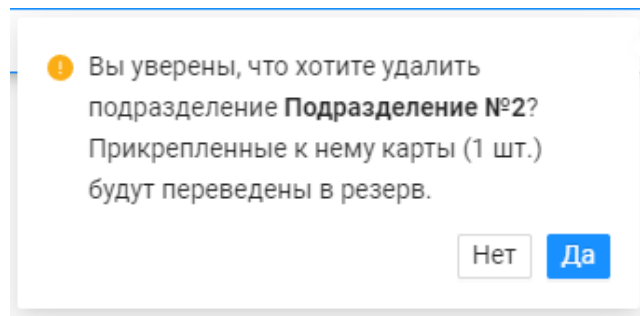 Вы уверены, что хотите удалить
подразделение Подразделение №2?
Прикрепленные к нему карты (1 шт.)
будут переведены в резерв.
Нет Да